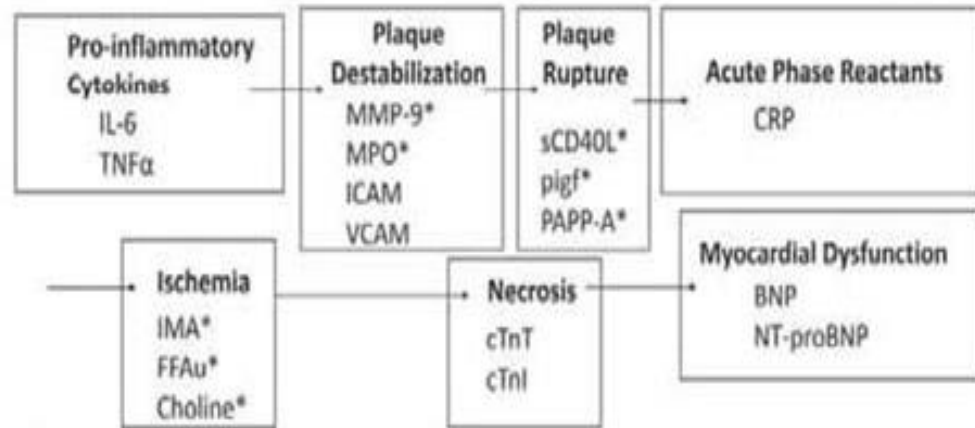 Pro-inflammatory
Cytokines
IL-6
TNFα
Plaque
Destabilization
MMP-9*
MPO*
ICAM
VCAM
Plaque
Rupture
sCD40L*
pigf*
PAPP-A*
Acute Phase Reactants
CRP
Ischemia
IMA*
FFAu*
Choline*
Necrosis
cTnT
cTnI
Myocardial Dysfunction
BNP
NT-proBNP